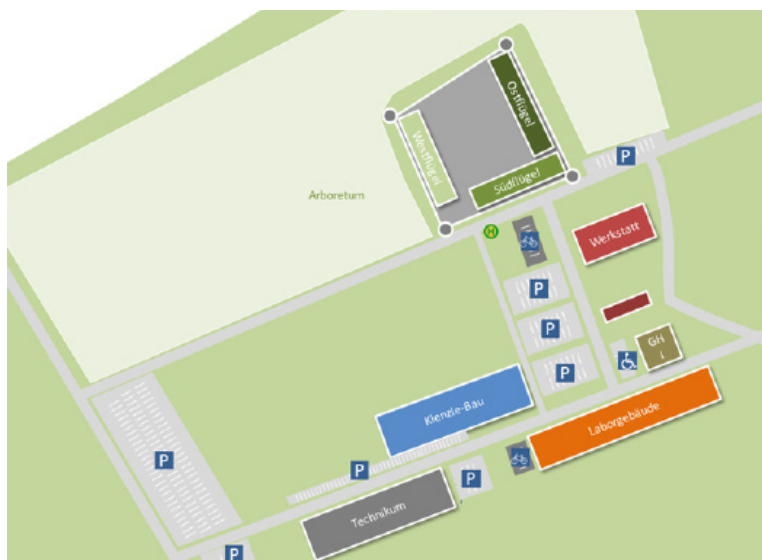 Ostflügel
Westflügel
Südflügel
P
Arboretum
H
Werkstatt
P
P
GH
P
Kienzle-Bau
Laborgebäude
P
P
P
Technikum
P